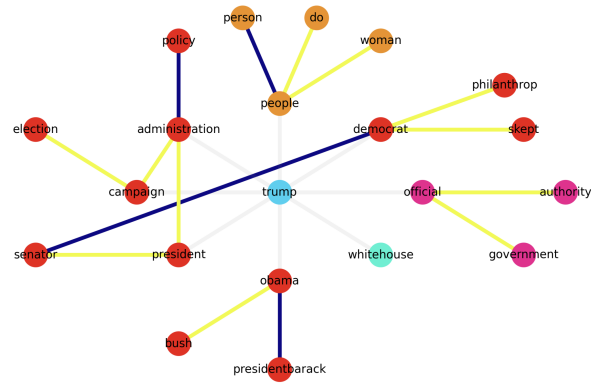 person
do
policy
woman
philanthrop
people
election
administration
democrat
skept
campaign
trump
official
authority
senator
president
whitehouse
government
obama
bush
presidentbarack